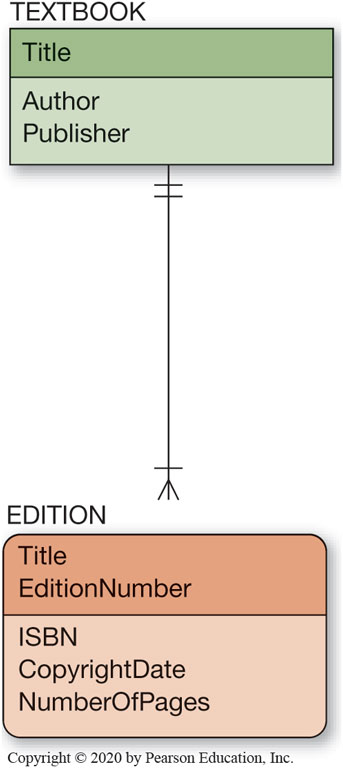 TEXTBOOK
Title
Author
Publisher
EDITION
Title
EditionNumber
ISBN
CopyrightDate
NumberOfPages
Copyright © 2020 by Pearson Education, Inc.